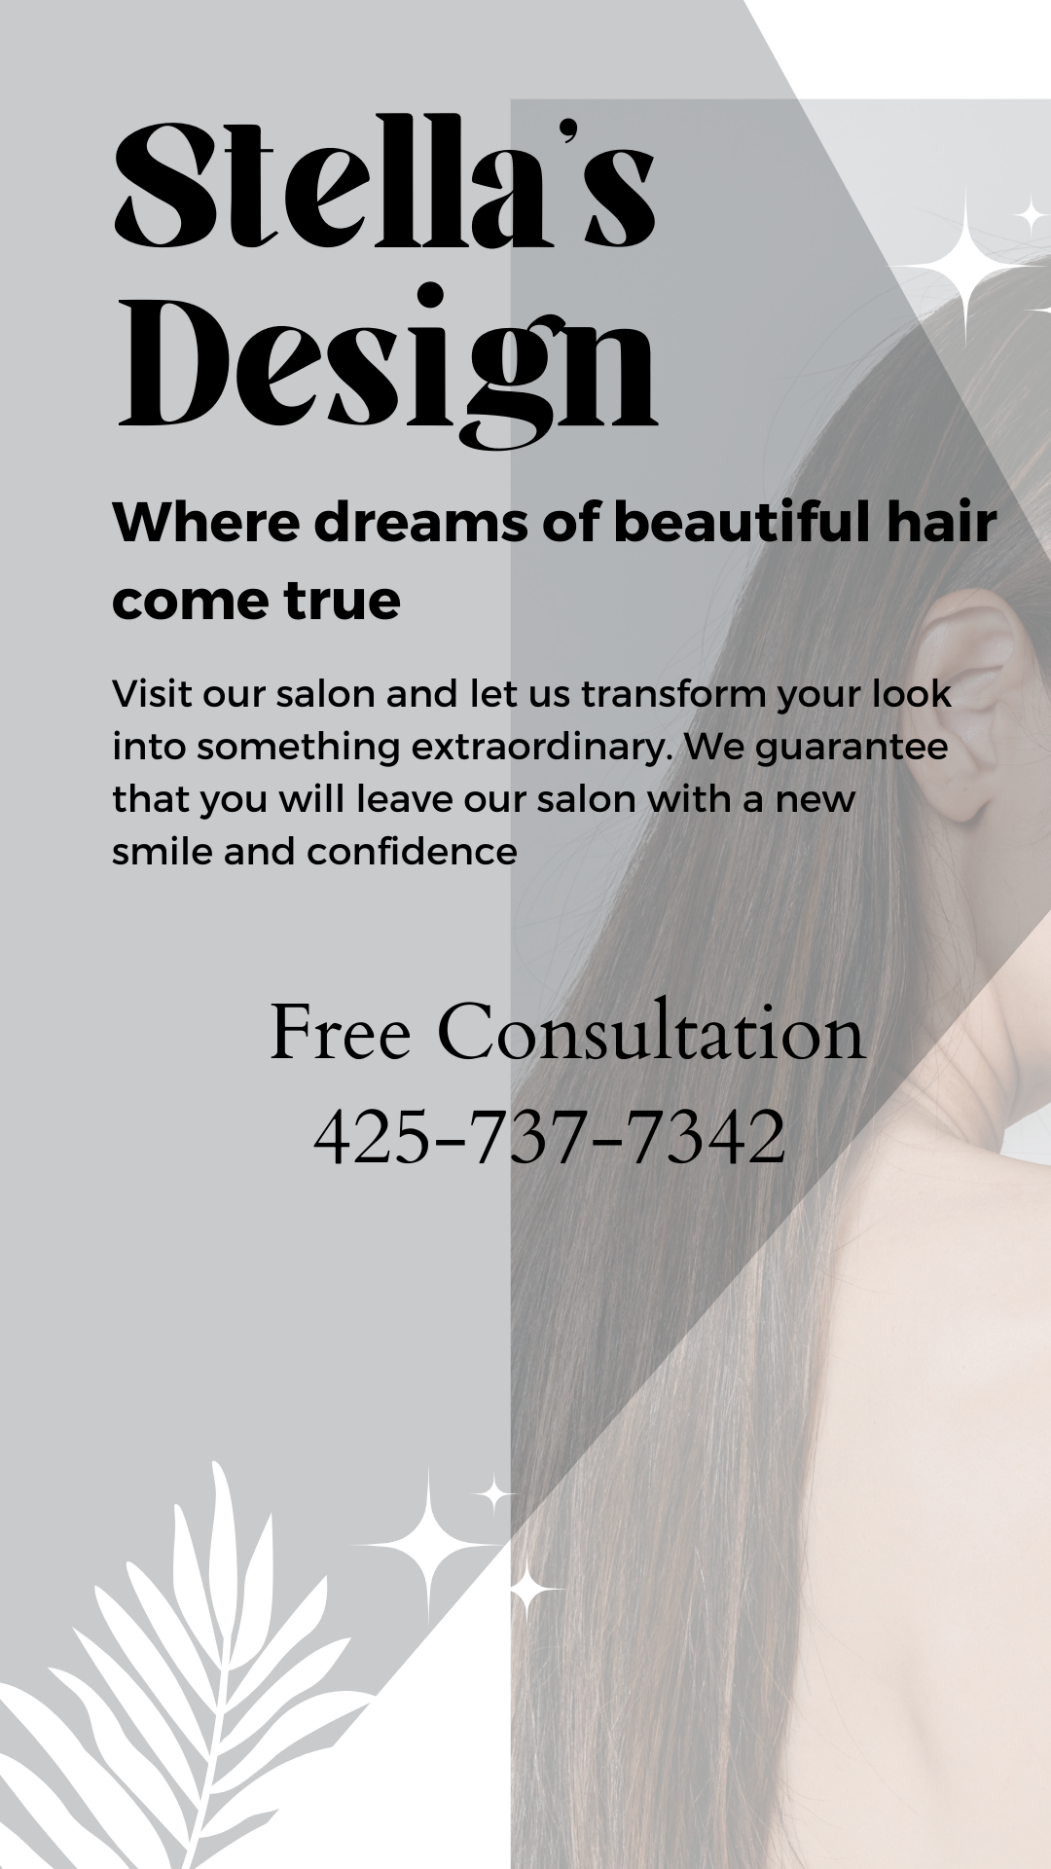 Stella's
Design
Where dreams of beautiful hair
come true
Visit our salon and let us transform your look
into something extraordinary. We guarantee
that you will leave our salon with a new
smile and confidence
Free Consultation
425-737-7342